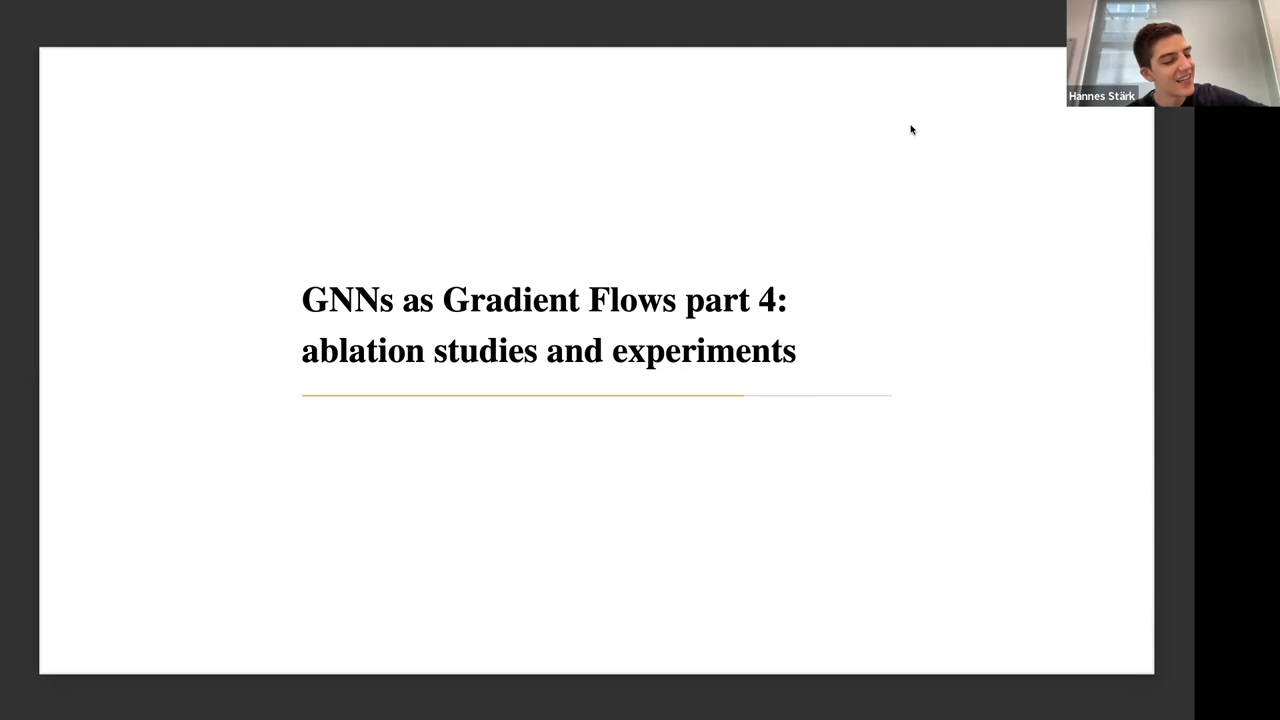 Hannes Stärk
GNNs as Gradient Flows part 4:
ablation studies and experiments